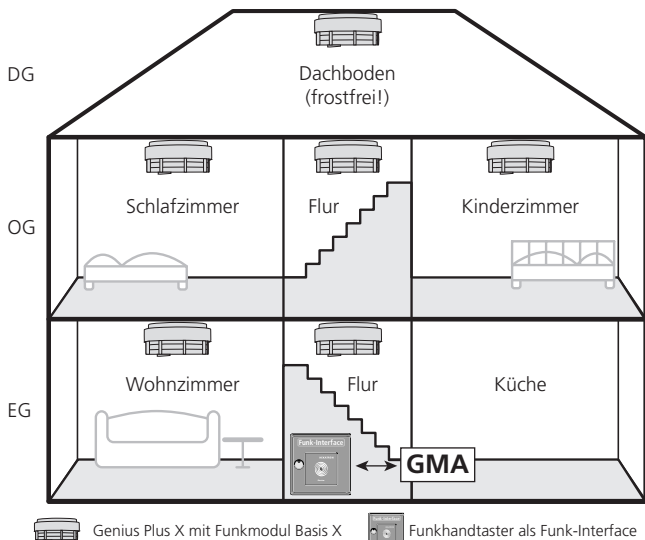 DG
Dachboden
(frostfrei!)
OG
Schlafzimmer
Flur
Kinderzimmer
EG
Wohnzimmer
Flur
Küche
Funk-Interface
GMA
Genius Plus X mit Funkmodul Basis X
Funkhandtaster als Funk-Interface